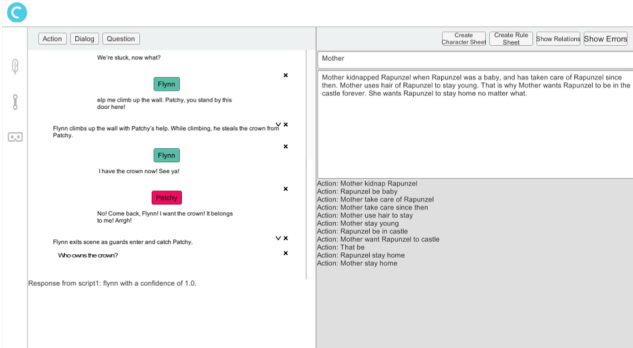 Action
Dialog
Question
Create
Character Sheet
Create Rule
Sheet
Show Relations
Show Errors
We're stuck, now what?
Flynn
elp me climb up the wall. Patchy, you stand by this
door here!
Flynn climbs up the wall with Patchy's help. While climbing, he steals the crown from
Patchy.
Flynn
I have the crown now! See ya!
Patchy
No! Come back, Flynn! I want the crown! It belongs
to me! Arrgh!
Flynn exits scene as guards enter and catch Patchy.
Who owns the crown?
Response from script1: flynn with a confidence of 1.0.
Mother
Mother kidnapped Rapunzel when Rapunzel was a baby, and has taken care of Rapunzel since
then. Mother uses hair of Rapunzel to stay young. That is why Mother wants Rapunzel to be in the
castle forever. She wants Rapunzel to stay home no matter what.
Action: Mother kidnap Rapunzel
Action: Rapunzel be baby
Action: Mother take care of Rapunzel
Action: Mother take care since then
Action: Mother use hair to stay
Action: Mother stay young
Action: Rapunzel be in castle
Action: Mother want Rapunzel to castle
Action: That be
Action: Rapunzel stay home
Action: Mother stay home